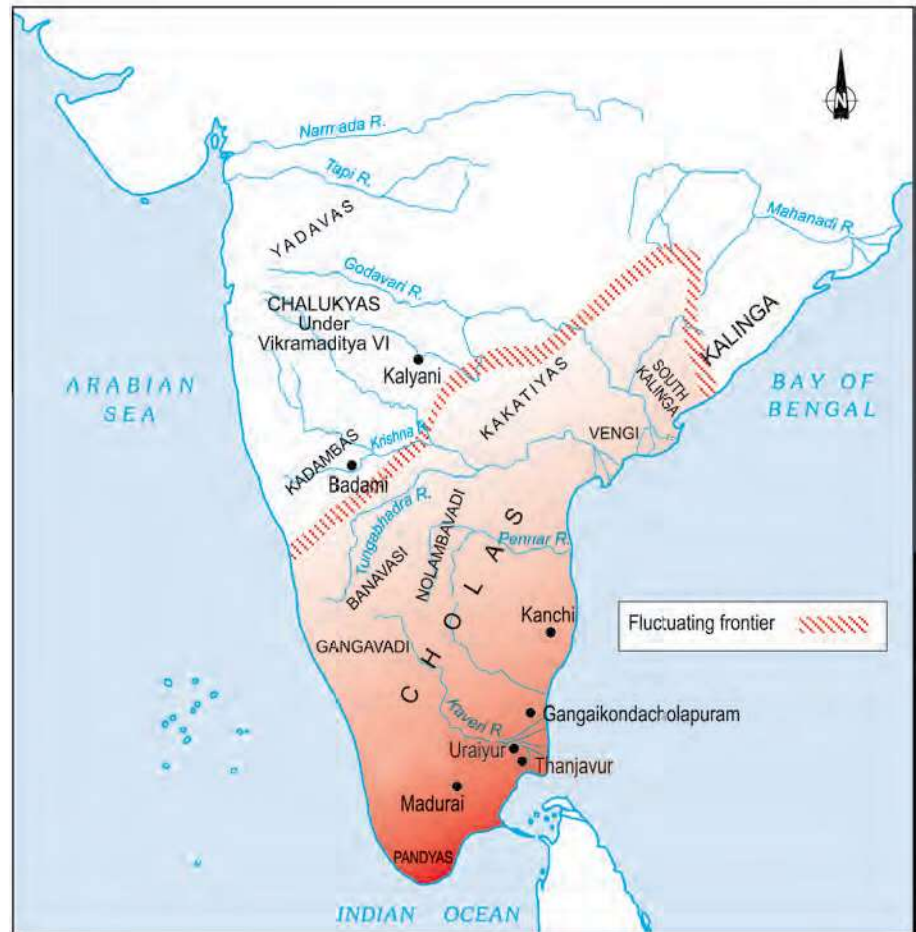 N
Narmada R.
Tapi R.
Mahanadi R.
YADAVAS
Godavari R.
CHALUKYAS
Under
Vikramaditya VI
Kalyani
KALINGA
SOUTH
KALINGA
KAKATIYAS
ARABIAN
SEA
BAY OF
BENGAL
VENGI
Krishna R.
KADAMBAS
Badami
Tungabhadra R.
NOLAMBAVADI
Pennar R.
BANAVASI
CHOLAS
Kanchi
GANGAVADI
Fluctuating frontier
Kaveri R.
Gangaikondacholapuram
Uraiyur
Thanjavur
Madurai
PANDYAS
INDIAN OCEAN